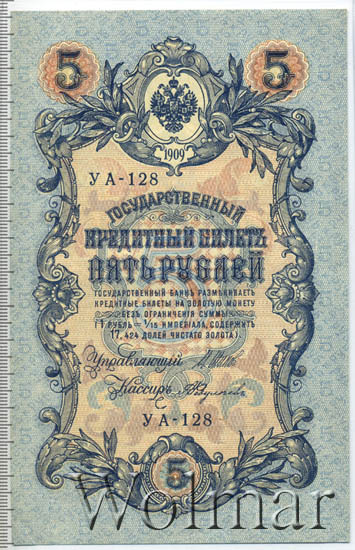 5 5
1909
УА-128
ГОСУДАРСТВЕННЫЙ
КРЕДИТНЫЙ БИЛЕТЪ
ПЯТЬ РУБЛЕЙ
ГОСУДАРСТВЕННЫЙ БАНКЪ РАЗМѢНИВАЕТЪ
КРЕДИТНЫЕ БИЛЕТЫ НА ЗОЛОТУЮ МОНЕТУ
БЕЗЪ ОГРАНИЧЕНІЯ СУММЫ
(1 РУБЛЬ = 1/15 ИМПЕРІАЛА, СОДЕРЖИТЪ
17,424 ДОЛЕЙ ЧИСТАГО ЗОЛОТА).
Управляющій
Кассиръ
УА-128
5
Wolmar